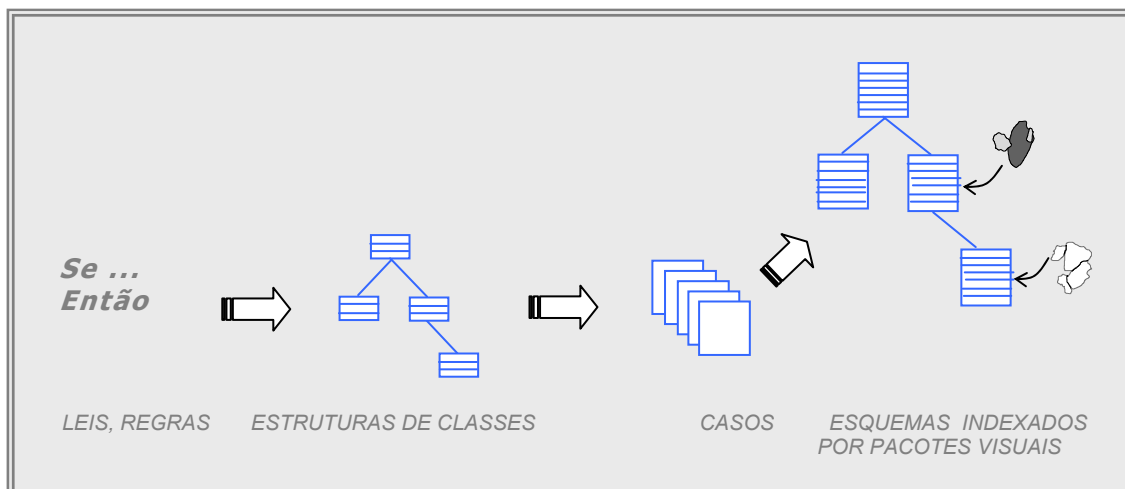 Se ...
Então
LEIS, REGRAS
ESTRUTURAS DE CLASSES
CASOS
ESQUEMAS INDEXADOS
POR PACOTES VISUAIS